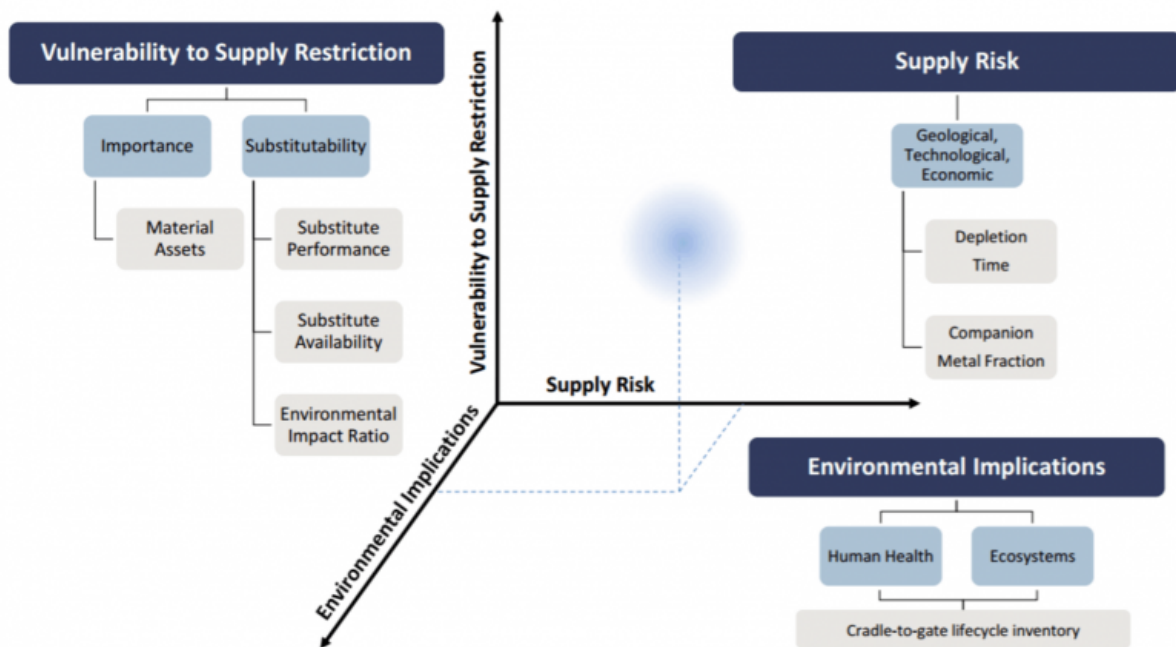 Vulnerability to Supply Restriction
Importance
Substitutability
Material
Assets
Substitute
Performance
Substitute
Availability
Environmental
Impact Ratio
Vulnerability to Supply Restriction
Supply Risk
Environmental Implications
Supply Risk
Geological,
Technological,
Economic
Depletion
Time
Companion
Metal Fraction
Environmental Implications
Human Health
Ecosystems
Cradle-to-gate lifecycle inventory